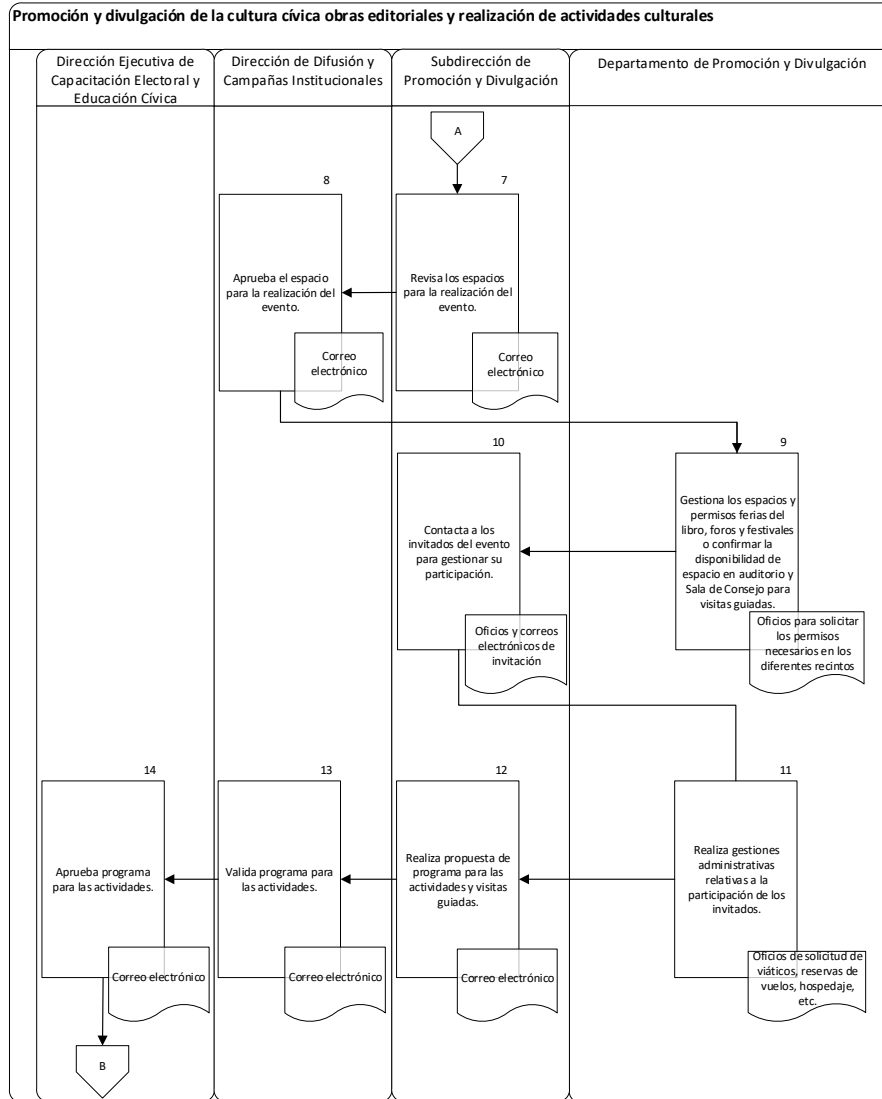 Promoción y divulgación de la cultura cívica obras editoriales y realización de actividades culturales
Dirección Ejecutiva de
Capacitación Electoral y
Educación Cívica
Dirección de Difusión y
Campañas Institucionales
Subdirección de
Promoción y Divulgación
Departamento de Promoción y Divulgación
A
8
Aprueba el espacio
para la realización del
evento.
Correo
electrónico
7
Revisa los espacios
para la realización del
evento.
Correo
electrónico
10
Contacta a los
invitados del evento
para gestionar su
participación.
Oficios y correos
electrónicos de
invitación
9
Gestiona los espacios y
permisos ferias del
libro, foros y festivales
o confirmar la
disponibilidad de
espacio en auditorio y
Sala de Consejo para
visitas guiadas.
Oficios para solicitar
los permisos
necesarios en los
diferentes recintos
14
Aprueba programa
para las actividades.
Correo electrónico
13
Valida programa para
las actividades.
Correo electrónico
12
Realiza propuesta de
programa para las
actividades y visitas
guiadas.
Correo electrónico
11
Realiza gestiones
administrativas
relativas a la
participación de los
invitados.
Oficios de solicitud de
viáticos, reservas de
vuelos, hospedaje,
etc.
B